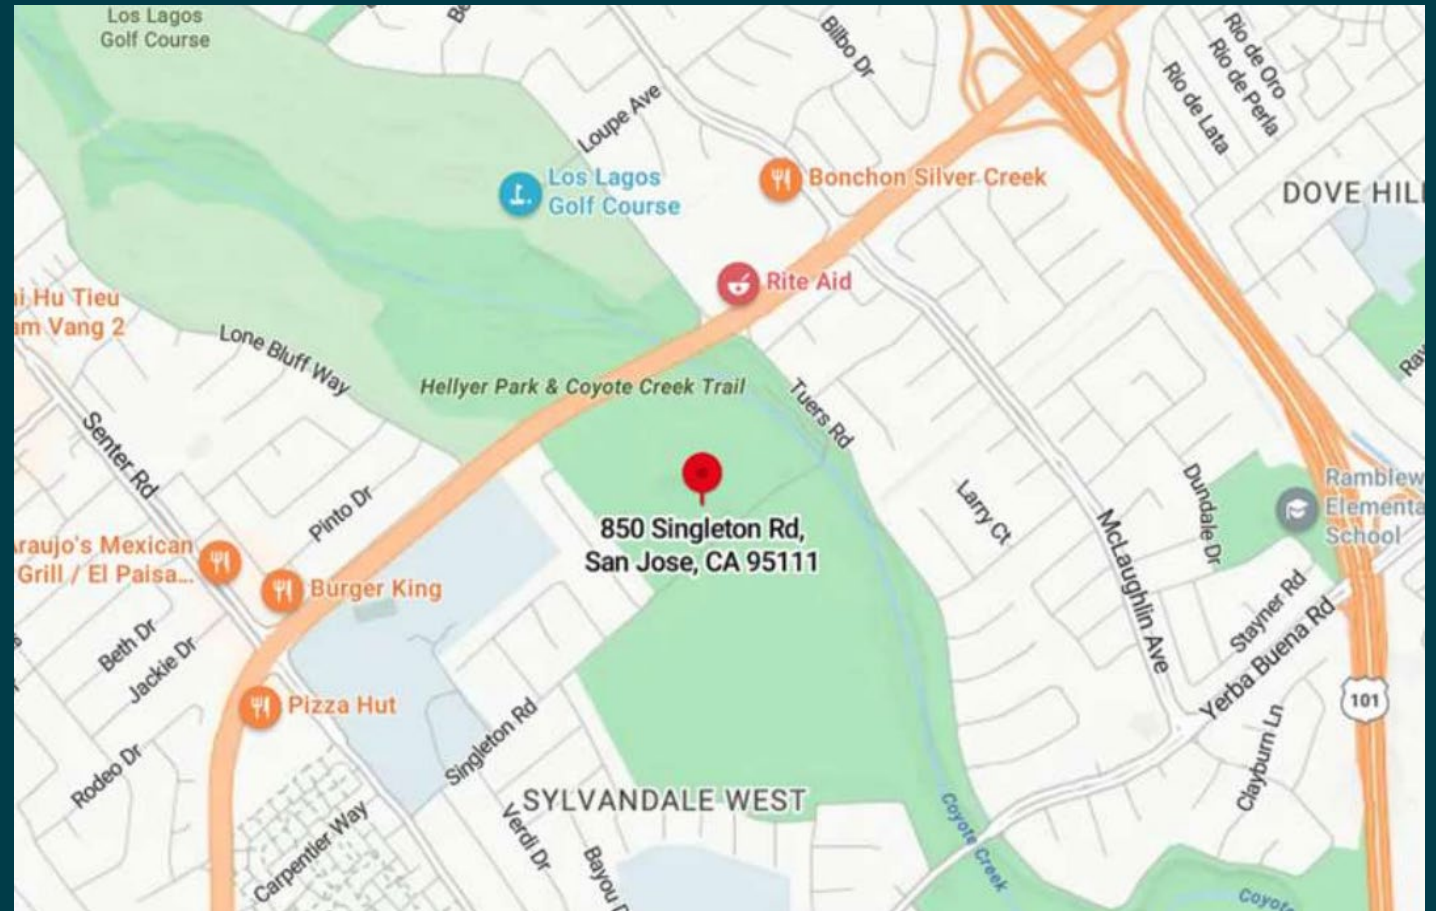 Los Lagos
Golf Course
Bilbo Dr
Rio de Oro
Rio de Perla
Rio de Lata
Loupe Ave
Los Lagos
Golf Course
Bonchon Silver Creek
DOVE HIL
Rite Aid
i Hu Tieu
am Vang 2
Lone Bluff Way
Hellyer Park & Coyote Creek Trail
Tuers Rd
Senter Rd
Pinto Dr
850 Singleton Rd,
San Jose, CA 95111
Larry Ct
Dundale Dr
McLaughlin Ave
Ramblew
Elementa
School
raujo's Mexican
Grill / El Paisa...
Burger King
Beth Dr
Jackie Dr
Stayner Rd
Yerba Buena Rd
101
Pizza Hut
Singleton Rd
Rodeo Dr
Clayburn Ln
SYLVANDALE WEST
Verdi Dr
Carpentier Way
Bayou D
Coyote Creek
Coyote